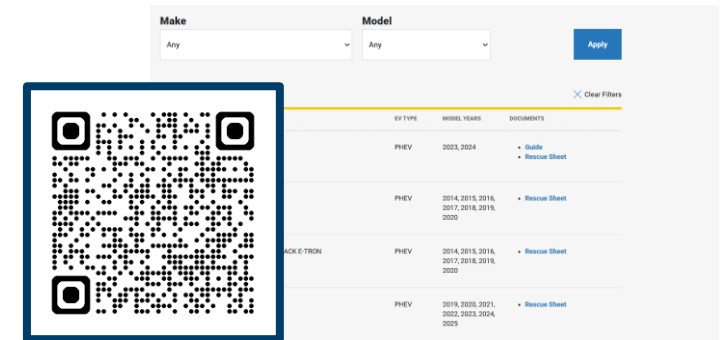 Make
Model
Any
Any
Apply
Clear Filters
EV TYPE
MODEL YEARS
DOCUMENTS
PHEV
2023, 2024
• Guide
• Rescue Sheet
PHEV
2014, 2015, 2016,
2017, 2018, 2019,
2020
• Rescue Sheet
ACK E-TRON
PHEV
2014, 2015, 2016,
2017, 2018, 2019,
2020
• Rescue Sheet
PHEV
2019, 2020, 2021,
2022, 2023, 2024,
2025
• Rescue Sheet